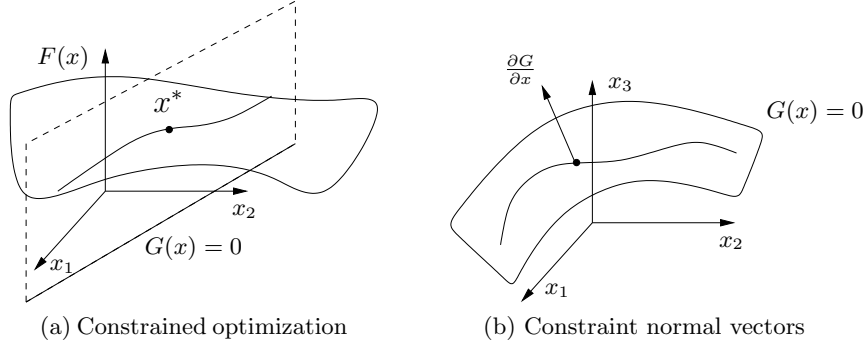 F(x)
x*
x₂
G(x) = 0
x₁
(a) Constrained optimization
∂G/∂x
x₃
G(x) = 0
x₂
x₁
(b) Constraint normal vectors